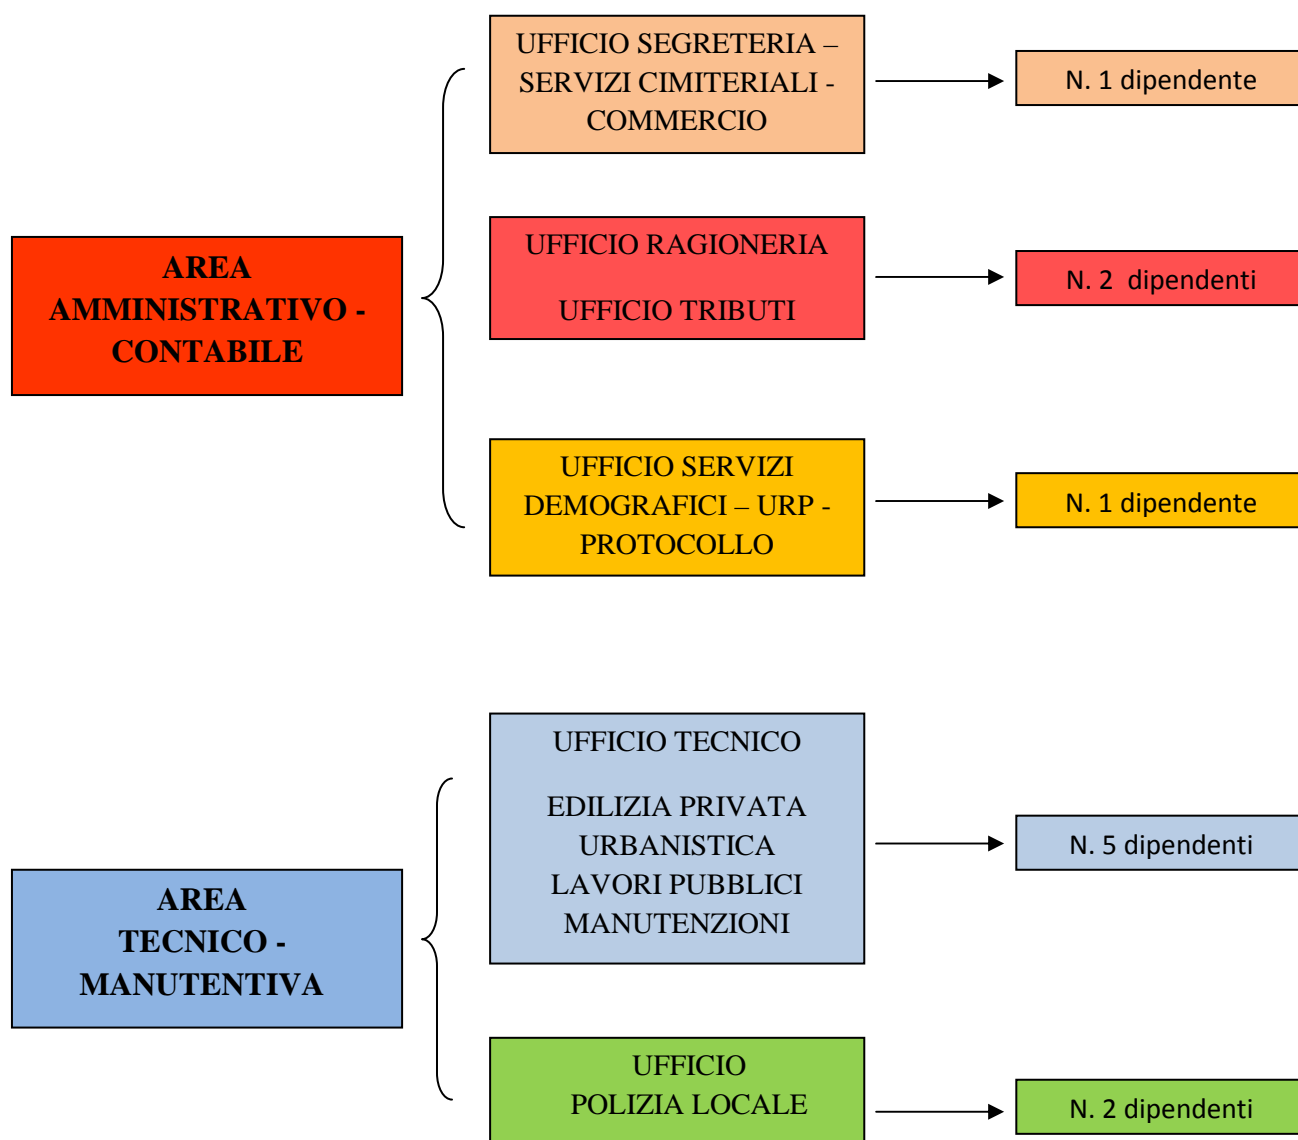 AREA
AMMINISTRATIVO -
CONTABILE
UFFICIO SEGRETERIA –
SERVIZI CIMITERIALI -
COMMERCIO
N. 1 dipendente
UFFICIO RAGIONERIA
UFFICIO TRIBUTI
N. 2 dipendenti
UFFICIO SERVIZI
DEMOGRAFICI – URP -
PROTOCOLLO
N. 1 dipendente
AREA
TECNICO -
MANUTENTIVA
UFFICIO TECNICO
EDILIZIA PRIVATA
URBANISTICA
LAVORI PUBBLICI
MANUTENZIONI
N. 5 dipendenti
UFFICIO
POLIZIA LOCALE
N. 2 dipendenti